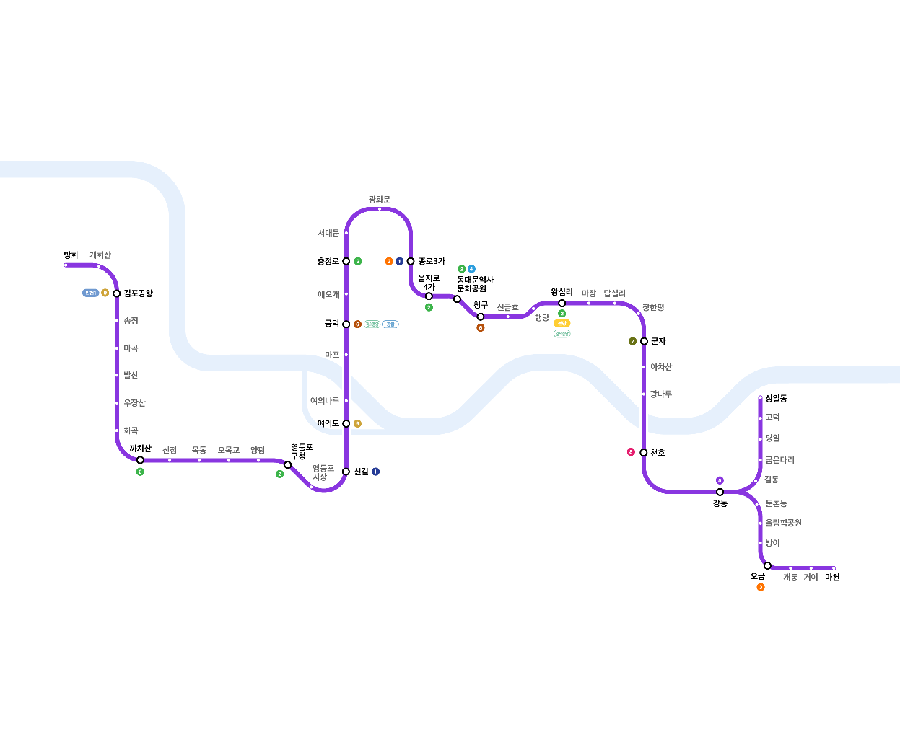 방화
개화산
김포공항
송정
마곡
발산
우장산
화곡
까치산
신정
목동
오목교
양평
영등포
구청
영등포
시장
신길
여의도
여의나루
마포
공덕
애오개
충정로
서대문
광화문
종로3가
을지로
4가
동대문역사
문화공원
청구
신금호
행당
왕십리
마장
답십리
장한평
군자
아차산
광나루
천호
강동
상일동
고덕
명일
굽은다리
길동
둔촌동
올림픽공원
방이
오금
개롱
거여
마천